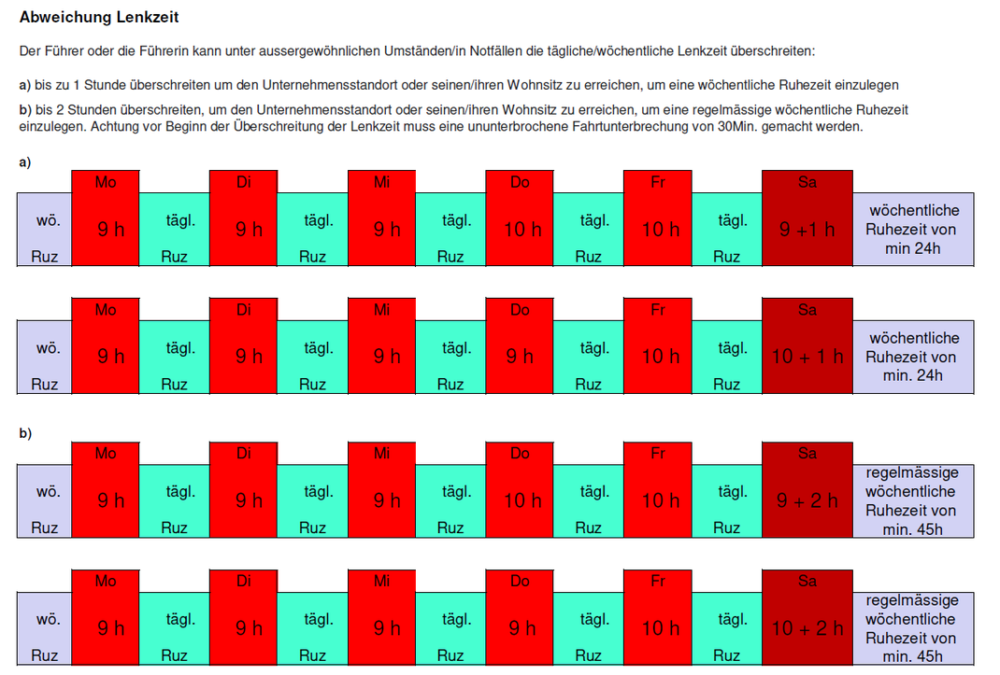 Abweichung Lenkzeit
Der Führer oder die Führerin kann unter aussergewöhnlichen Umständen/in Notfällen die tägliche/wöchentliche Lenkzeit überschreiten:
a) bis zu 1 Stunde überschreiten um den Unternehmensstandort oder seinen/ihren Wohnsitz zu erreichen, um eine wöchentliche Ruhezeit einzulegen
b) bis 2 Stunden überschreiten, um den Unternehmensstandort oder seinen/ihren Wohnsitz zu erreichen, um eine regelmässige wöchentliche Ruhezeit
einzulegen. Achtung vor Beginn der Überschreitung der Lenkzeit muss eine ununterbrochene Fahrtunterbrechung von 30Min. gemacht werden.
a)
Mo Di Mi Do Fr Sa
wö. tägl. tägl. tägl. tägl. tägl. wöchentliche
9 h 9 h 9 h 10 h 10 h 9 +1 h Ruhezeit von
min 24h
Ruz Ruz Ruz Ruz Ruz Ruz
Mo Di Mi Do Fr Sa
wö. tägl. tägl. tägl. tägl. tägl. wöchentliche
9 h 9 h 9 h 9 h 10 h 10 + 1 h Ruhezeit von
min. 24h
Ruz Ruz Ruz Ruz Ruz Ruz
b)
Mo Di Mi Do Fr Sa
regelmässige
wö. tägl. tägl. tägl. tägl. tägl. wöchentliche
9 h 9 h 9 h 10 h 10 h 9 + 2 h Ruhezeit von
Ruz Ruz Ruz Ruz Ruz Ruz min. 45h
Mo Di Mi Do Fr Sa
regelmässige
wö. tägl. tägl. tägl. tägl. tägl. wöchentliche
9 h 9 h 9 h 9 h 10 h 10 + 2 h Ruhezeit von
Ruz Ruz Ruz Ruz Ruz Ruz min. 45h